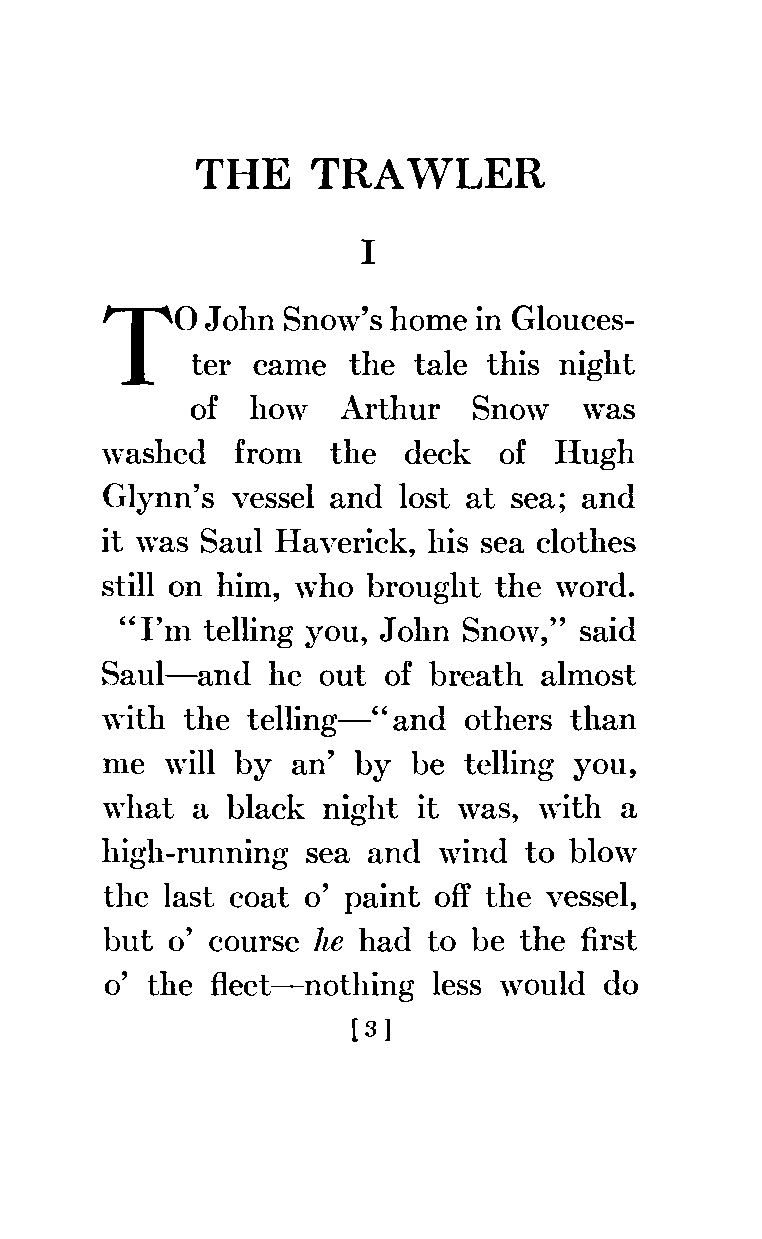 THE TRAWLER
I
TO John Snow's home in Glouces-
ter came the tale this night
of how Arthur Snow was
washed from the deck of Hugh
Glynn's vessel and lost at sea; and
it was Saul Haverick, his sea clothes
still on him, who brought the word.
"I'm telling you, John Snow," said
Saul—and he out of breath almost
with the telling—"and others than
me will by an' by be telling you,
what a black night it was, with a
high-running sea and wind to blow
the last coat o' paint off the vessel,
but o' course he had to be the first
o' the fleet—nothing less would do
[3]